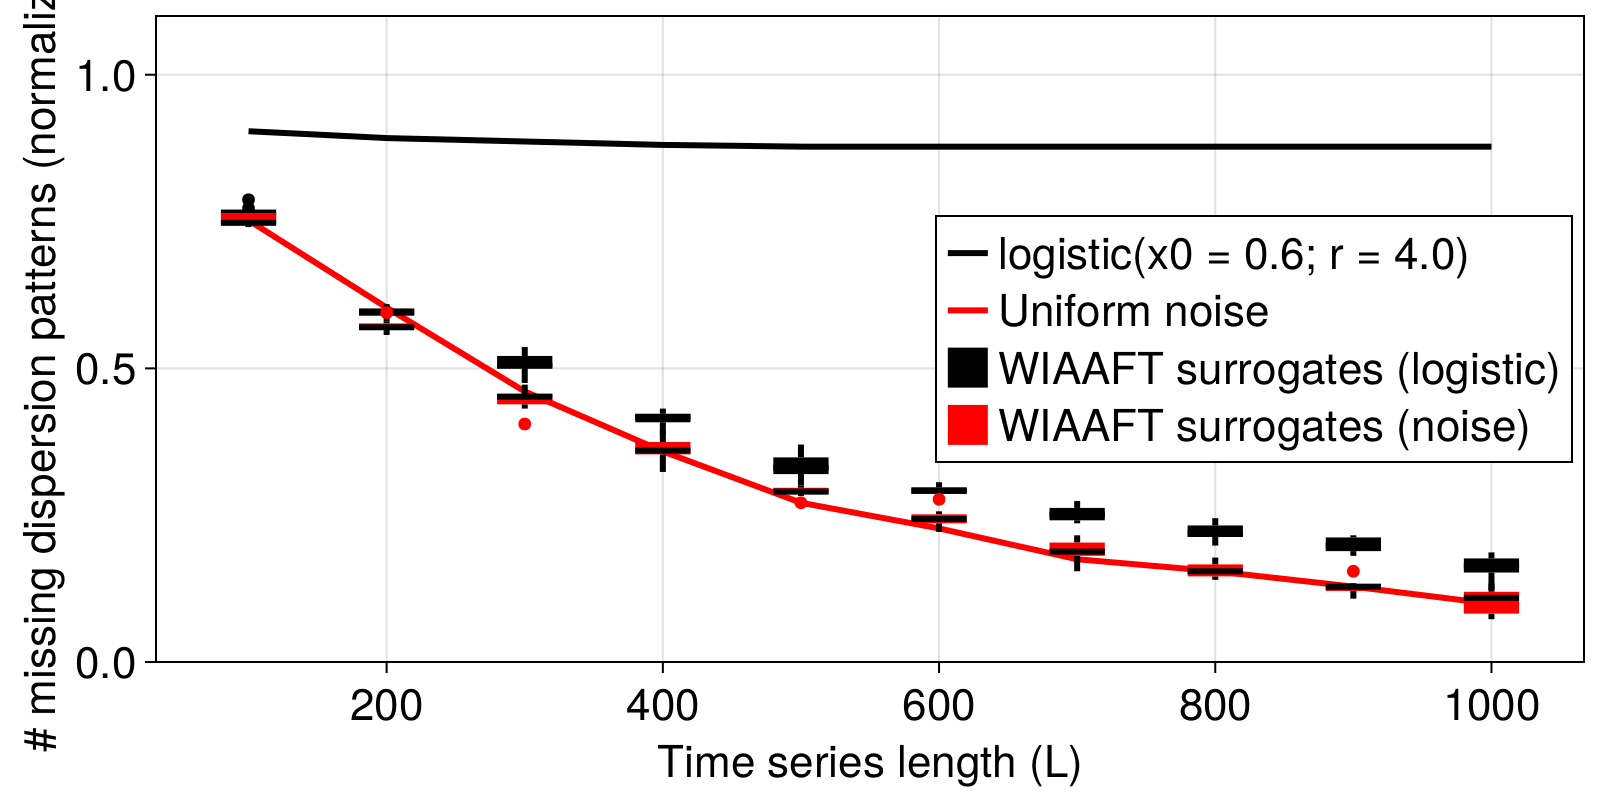 # missing dispersion patterns (normaliz
1.0
0.5
0.0
logistic(x0 = 0.6; r = 4.0)
Uniform noise
WIAAFT surrogates (logistic)
WIAAFT surrogates (noise)
200
400
600
800
1000
Time series length (L)